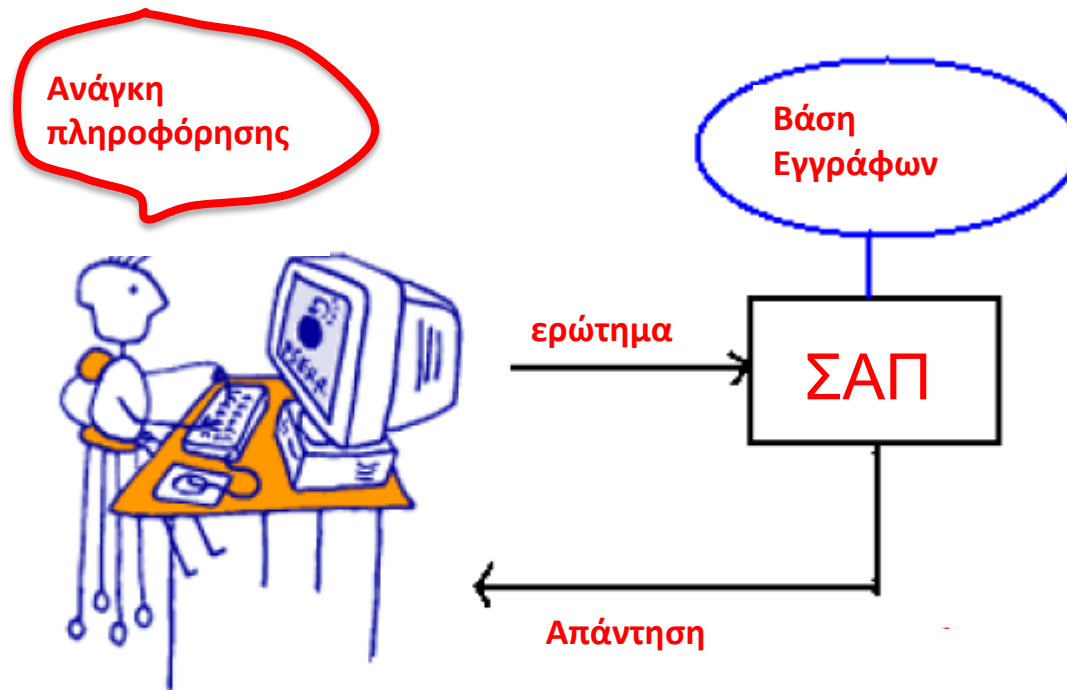 Ανάγκη
πληροφόρησης
Βάση
Εγγράφων
ερώτημα
ΣΑΠ
Απάντηση